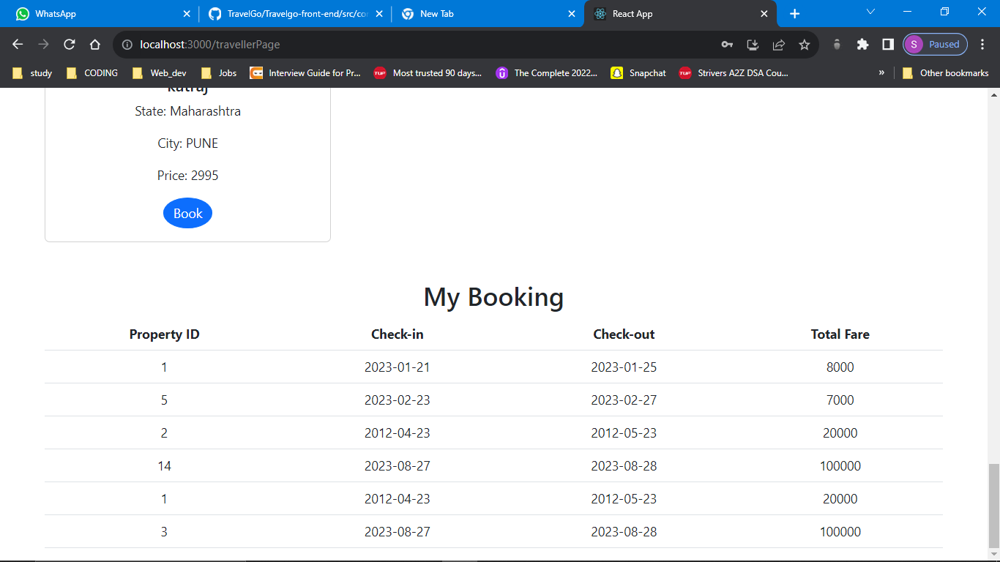 WhatsApp
TravelGo/Travelgo-front-end/src/co
New Tab
React App
localhost:3000/travellerPage
S Paused
study
CODING
Web_dev
Jobs
Interview Guide for Pr...
TUF Most trusted 90 days...
The Complete 2022...
Snapchat
TUF Strivers A2Z DSA Cou...
»
Other bookmarks
katraj
State: Maharashtra
City: PUNE
Price: 2995
Book
My Booking
Property ID Check-in Check-out Total Fare
1 2023-01-21 2023-01-25 8000
5 2023-02-23 2023-02-27 7000
2 2012-04-23 2012-05-23 20000
14 2023-08-27 2023-08-28 100000
1 2012-04-23 2012-05-23 20000
3 2023-08-27 2023-08-28 100000